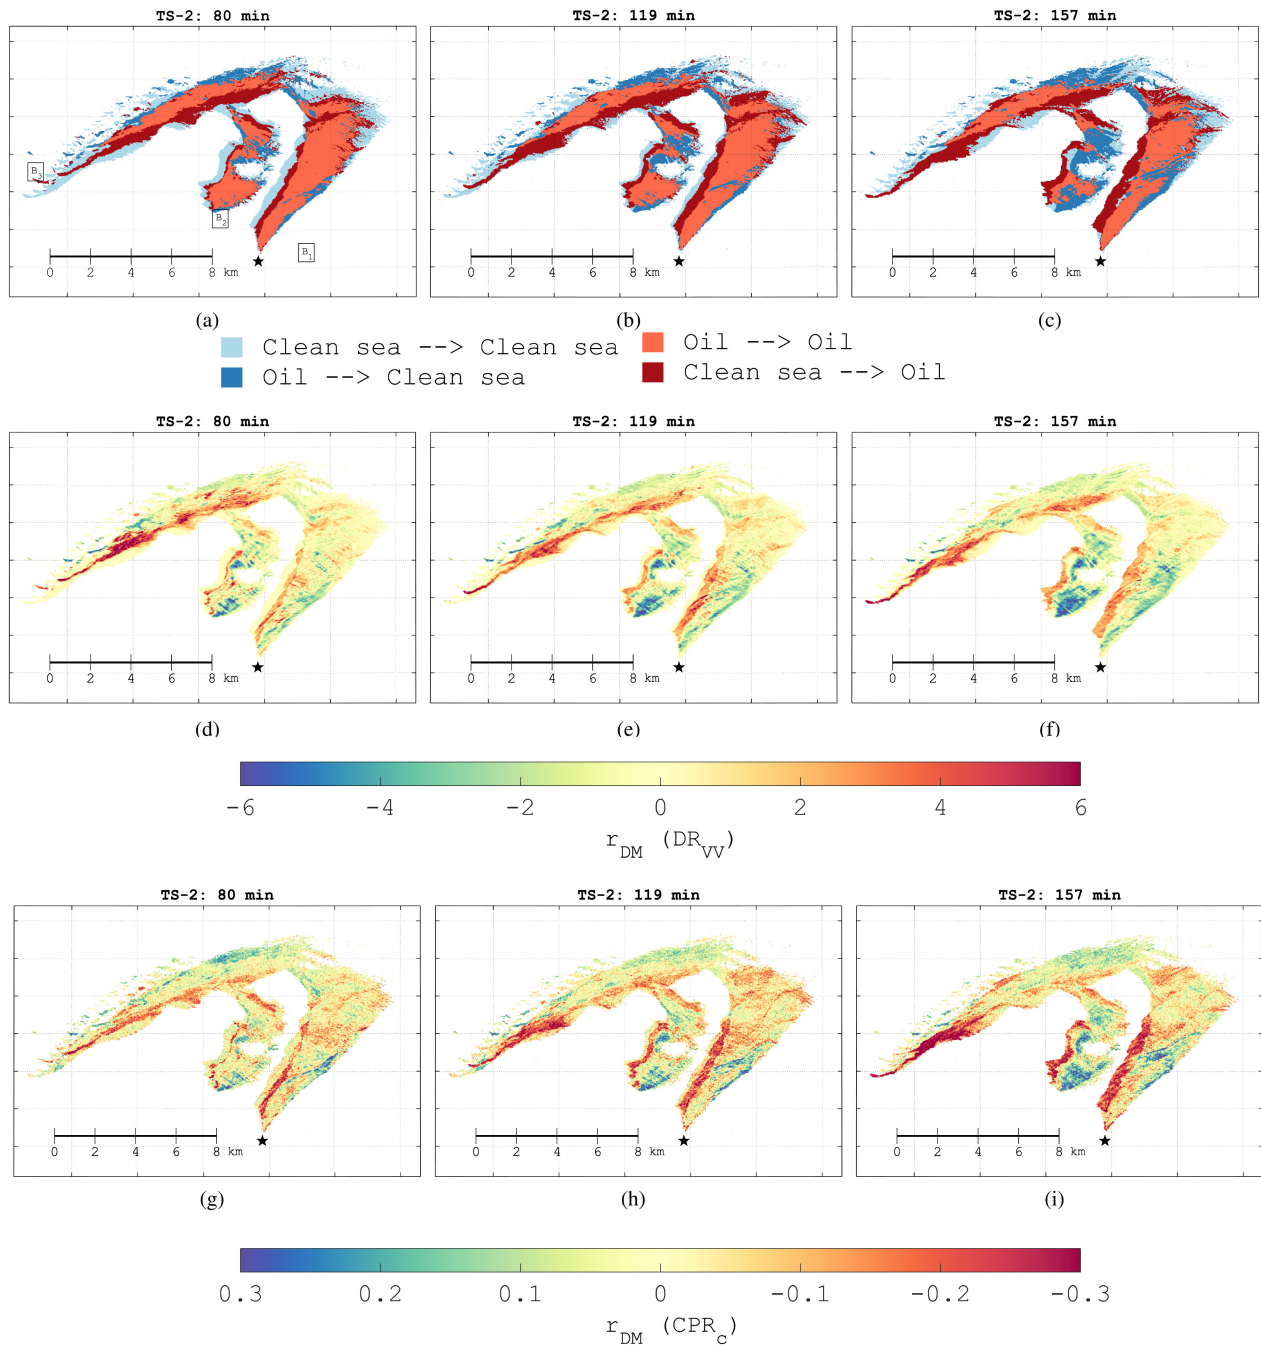 TS-2: 80 min
TS-2: 119 min
TS-2: 157 min
B3
B2
B1
0 2 4 6 8 km
0 2 4 6 8 km
0 2 4 6 8 km
(a)
(b)
(c)
Clean sea --> Clean sea
Oil --> Oil
Oil --> Clean sea
Clean sea --> Oil
TS-2: 80 min
TS-2: 119 min
TS-2: 157 min
0 2 4 6 8 km
0 2 4 6 8 km
0 2 4 6 8 km
(d)
(e)
(f)
-6 -4 -2 0 2 4 6
rDM (DRVV)
TS-2: 80 min
TS-2: 119 min
TS-2: 157 min
0 2 4 6 8 km
0 2 4 6 8 km
0 2 4 6 8 km
(g)
(h)
(i)
0.3 0.2 0.1 0 -0.1 -0.2 -0.3
rDM (CPRc)